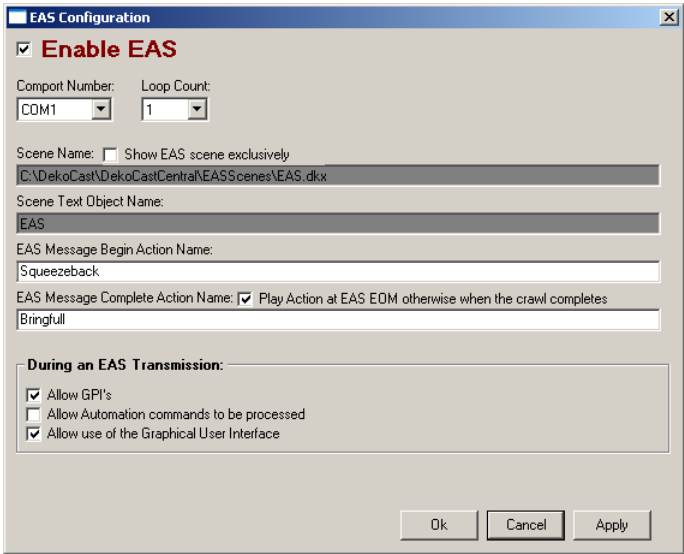 EAS Configuration
Enable EAS
Comport Number: Loop Count:
COM1 1
Scene Name: Show EAS scene exclusively
C:\DekoCast\DekoCastCentral\EASScenes\EAS.dkx
Scene Text Object Name:
EAS
EAS Message Begin Action Name:
Squeezeback
EAS Message Complete Action Name: Play Action at EAS EOM otherwise when the crawl completes
Bringfull
During an EAS Transmission:
Allow GPI's
Allow Automation commands to be processed
Allow use of the Graphical User Interface
Ok Cancel Apply